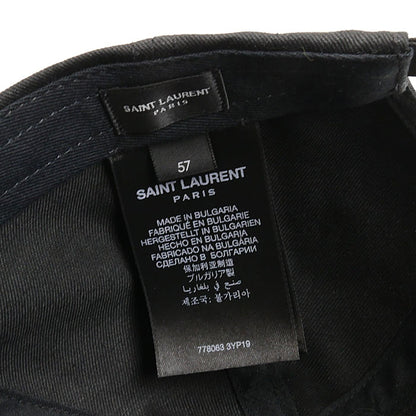 SAINT LAURENT
PARIS
57
SAINT LAURENT
PARIS
MADE IN BULGARIA
FABRIQUÉ EN BULGARIE
HERGESTELLT IN BULGARIEN
HECHO EN BULGARIA
FABRICADO NA BULGÁRIA
СДЕЛАНО В БОЛГАРИИ
保加利亚制造
ブルガリア製
صنع في بلغاريا
제조국: 불가리아
778063 3YP19